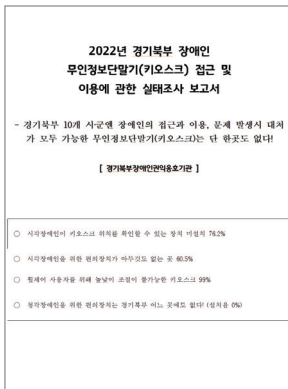 2022년 경기북부 장애인
무인정보단말기(키오스크) 접근 및
이용에 관한 실태조사 보고서
- 경기북부 10개 시·군엔 장애인의 접근과 이용, 문제 발생시 대처
가 모두 가능한 무인정보단말기(키오스크)는 단 한곳도 없다!
[ 경기북부장애인권익옹호기관 ]
○ 시각장애인이 키오스크 위치를 확인할 수 있는 장치 미설치 76.2%
○ 시각장애인을 위한 편의장치가 아무것도 없는 곳 60.5%
○ 휠체어 사용자를 위해 높낮이 조절이 불가능한 키오스크 99%
○ 청각장애인을 위한 편의장치는 경기북부 어느 곳에도 없다! (설치율 0%)